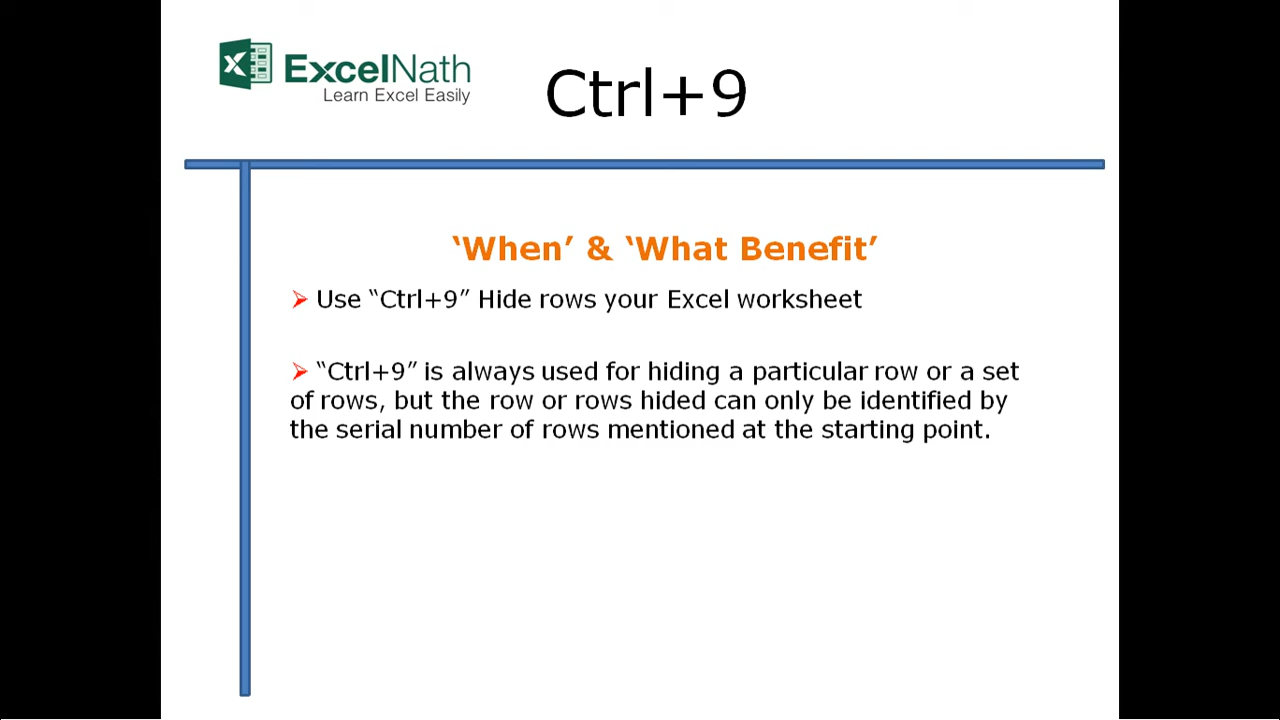 ExcelNath
Learn Excel Easily
Ctrl+9
‘When’ & ‘What Benefit’
Use “Ctrl+9” Hide rows your Excel worksheet
“Ctrl+9” is always used for hiding a particular row or a set
of rows, but the row or rows hided can only be identified by
the serial number of rows mentioned at the starting point.